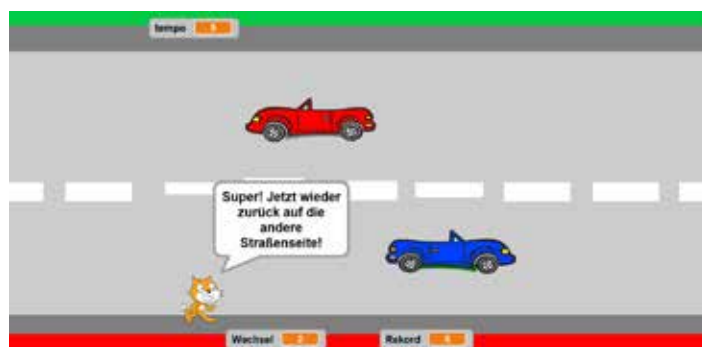 tempo
Super! Jetzt wieder
zurück auf die
andere
Straßenseite!
Wechsel
Rekord